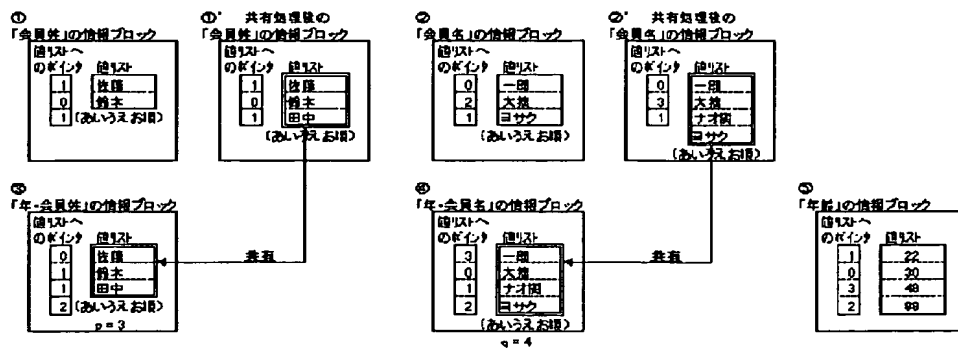 ①
「会員姓」の情報ブロック
値リストへ
のポインタ 値リスト
1 佐藤
0 鈴木
1
(あいうえお順)
①' 共有処理後の
「会員姓」の情報ブロック
値リストへ
のポインタ 値リスト
1 佐藤
0 鈴木
1 田中
(あいうえお順)
②
「会員名」の情報ブロック
値リストへ
のポインタ 値リスト
0 一郎
2 大捷
1 ヨサク
(あいうえお順)
②' 共有処理後の
「会員名」の情報ブロック
値リストへ
のポインタ 値リスト
0 一郎
3
1 ナオ
ヨサク
(あいうえお順)
③
「年-会員姓」の情報ブロック
値リストへ
のポインタ 値リスト
0 佐藤
1 鈴木
1 田中
2 (あいうえお順)
p = 3
共有
④
「年-会員名」の情報ブロック
値リストへ
のポインタ 値リスト
3 一郎
0
1 ナオ
2 ヨサク
(あいうえお順)
q = 4
共有
⑤
「年齢」の情報ブロック
値リストへ
のポインタ 値リスト
1 22
0 30
3 48
2